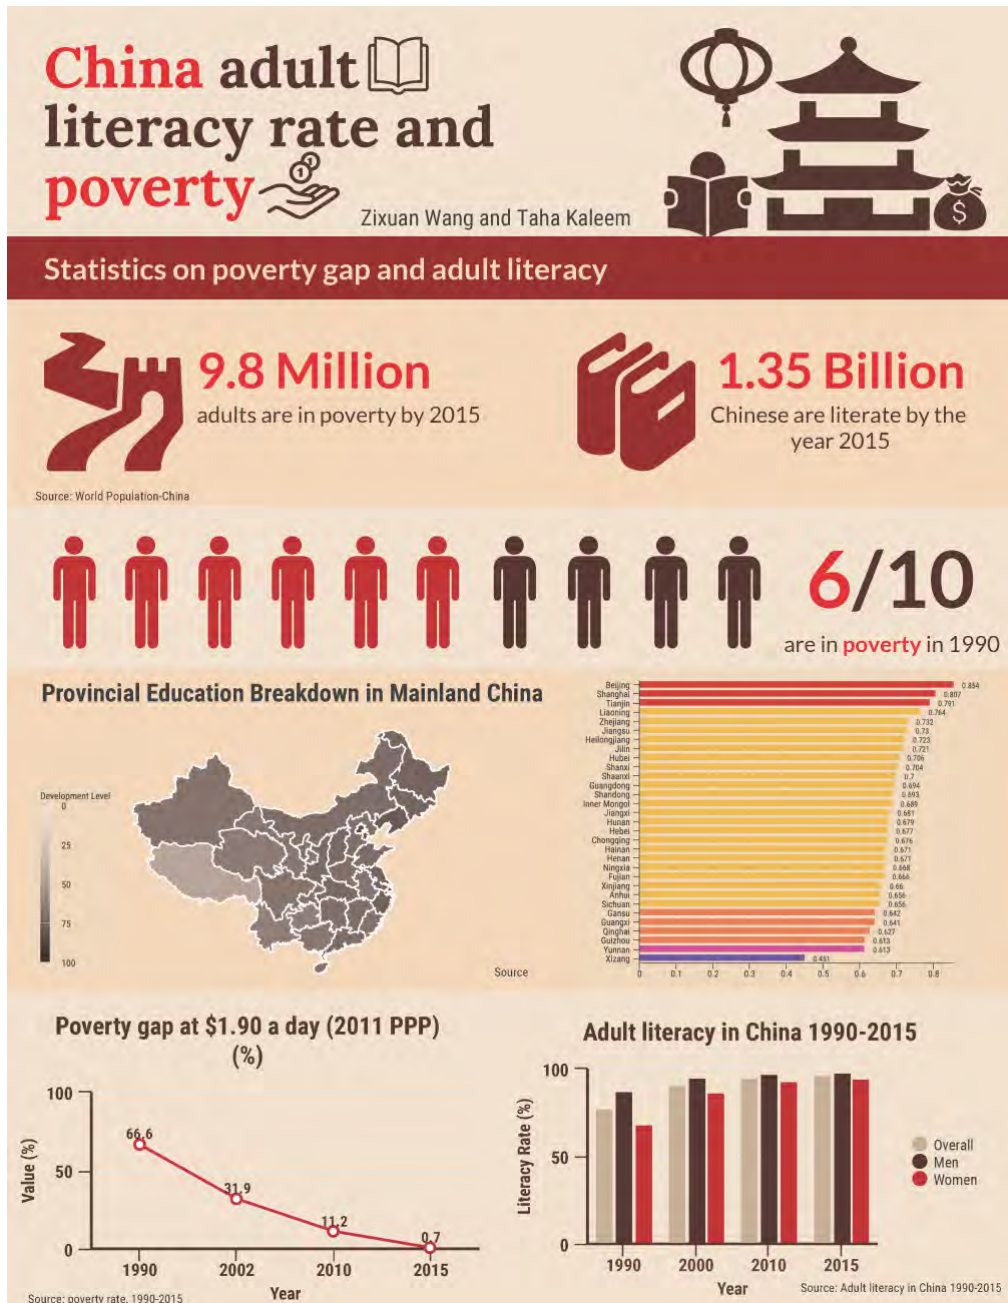 China adult
literacy rate and
poverty
Zixuan Wang and Taha Kaleem
Statistics on poverty gap and adult literacy
9.8 Million
adults are in poverty by 2015
1.35 Billion
Chinese are literate by the
year 2015
Source: World Population-China
6/10
are in poverty in 1990
Provincial Education Breakdown in Mainland China
Development Level
0
25
50
75
100
Source
Beijing 0.854
Shanghai 0.807
Tianjin 0.791
Liaoning 0.764
Zhejiang 0.732
Jiangsu 0.73
Heilongjiang 0.723
Jilin 0.721
Hubei 0.706
Shanxi 0.704
Shaanxi 0.7
Guangdong 0.694
Shandong 0.693
Inner Mongol 0.689
Jiangxi 0.681
Hunan 0.679
Hebei 0.677
Chongqing 0.676
Hainan 0.671
Henan 0.671
Ningxia 0.668
Fujian 0.666
Xinjiang 0.66
Anhui 0.656
Sichuan 0.656
Gansu 0.642
Guangxi 0.641
Qinghai 0.627
Guizhou 0.613
Yunnan 0.613
Xizang
0 0.1 0.2 0.3 0.4 0.5 0.6 0.7 0.8
Poverty gap at $1.90 a day (2011 PPP)
(%)
Value (%)
100
50
0
66.6
31.9
11.2
0.7
1990 2002 2010 2015
Year
Source: poverty rate, 1990-2015
Adult literacy in China 1990-2015
Literacy Rate (%)
100
50
0
1990 2000 2010 2015
Year
Overall
Men
Women
Source: Adult literacy in China 1990-2015